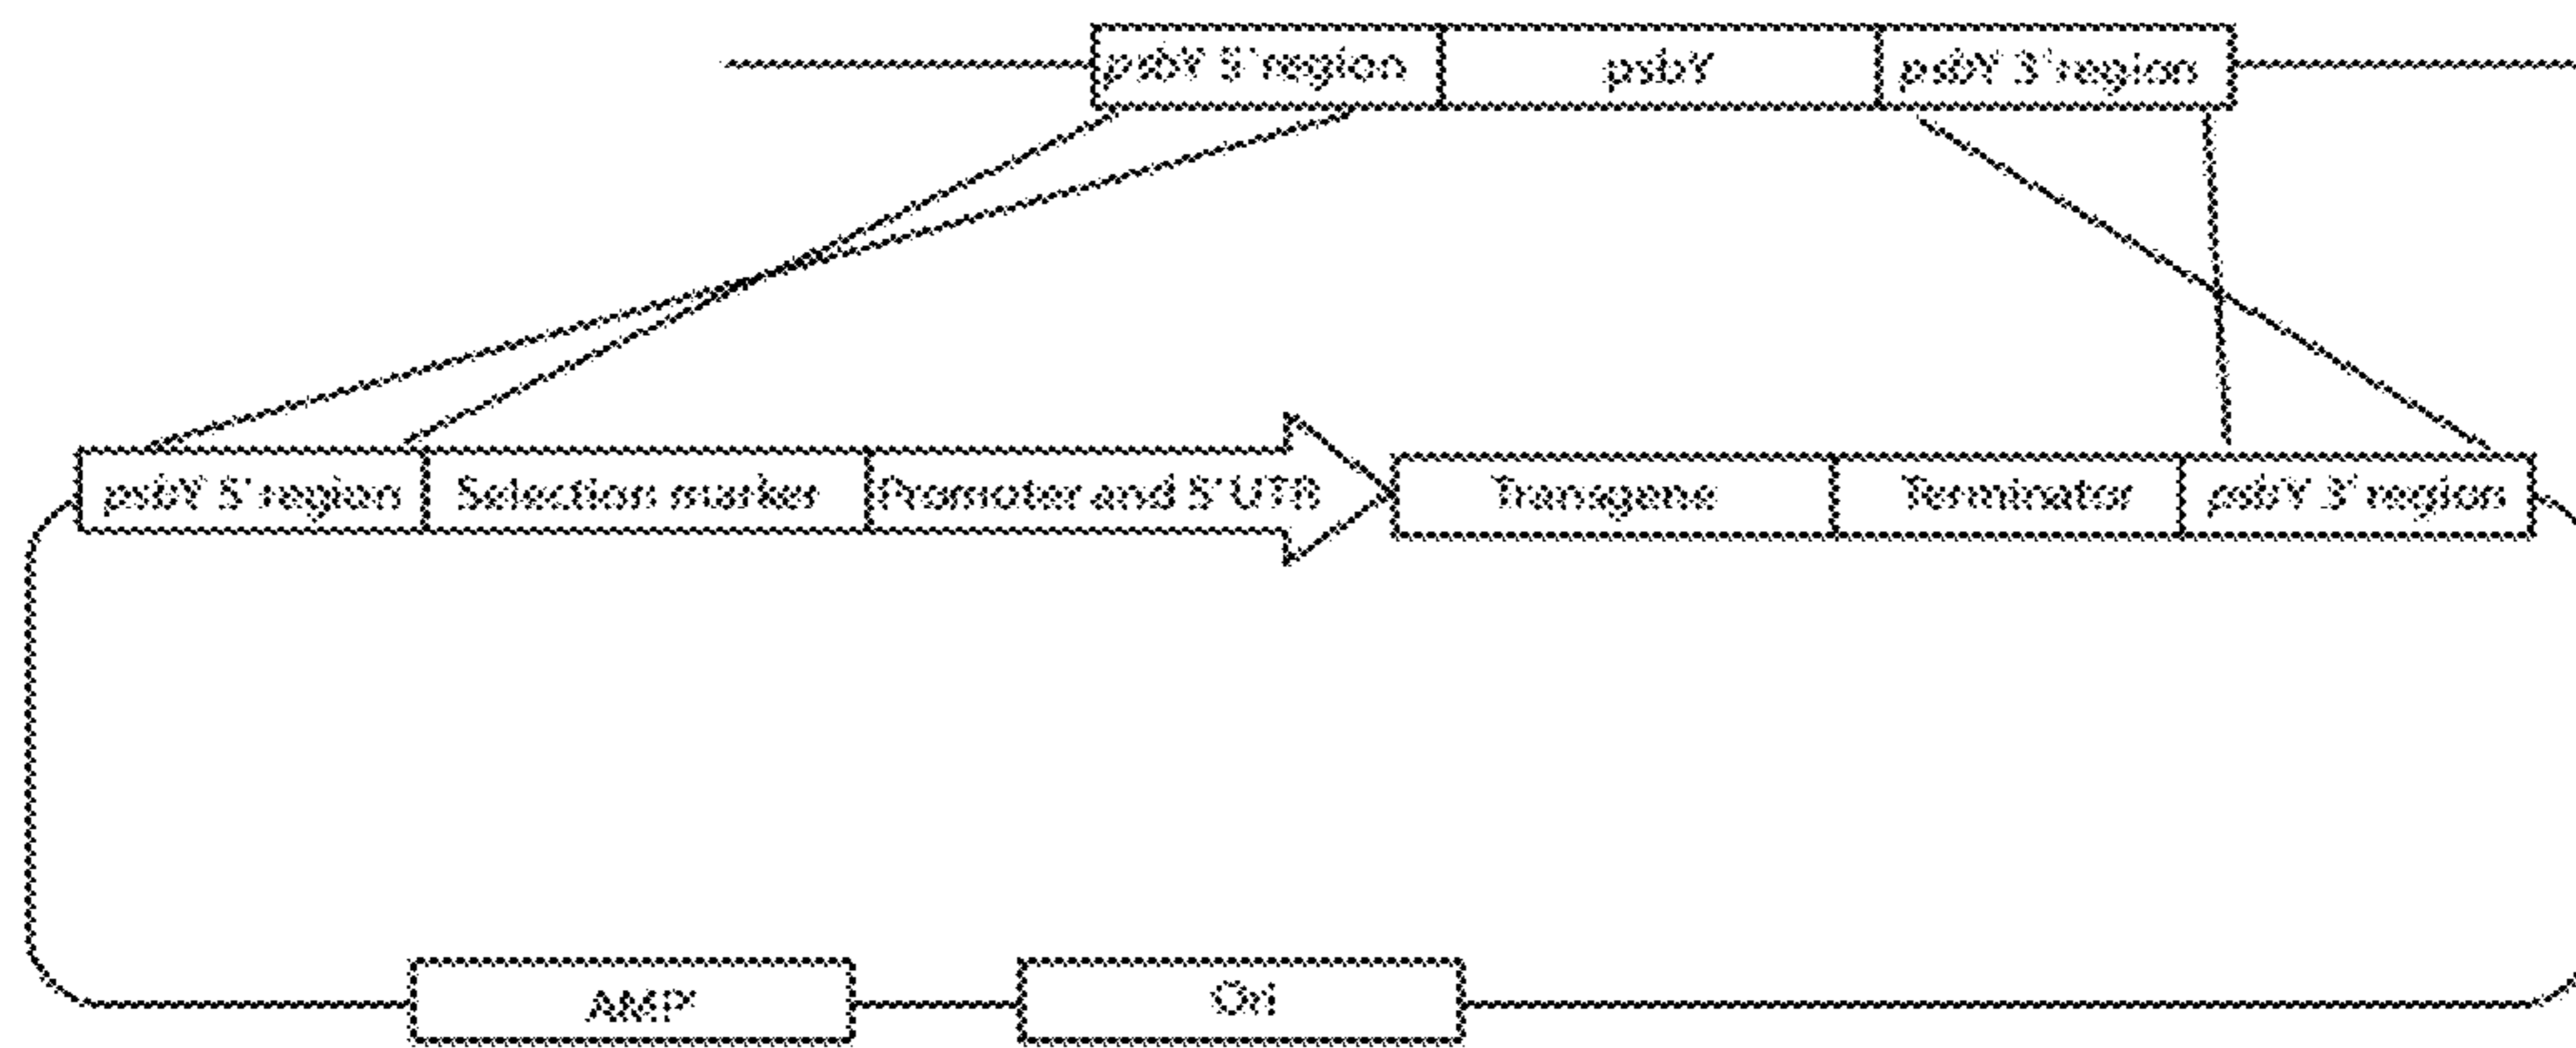 psbY 5' region
psbY
psbY 3' region
psbY 5' region
Selection marker
Promoter and 5' UTR
Transgene
Terminator
psbY 3' region
AMP
Ori